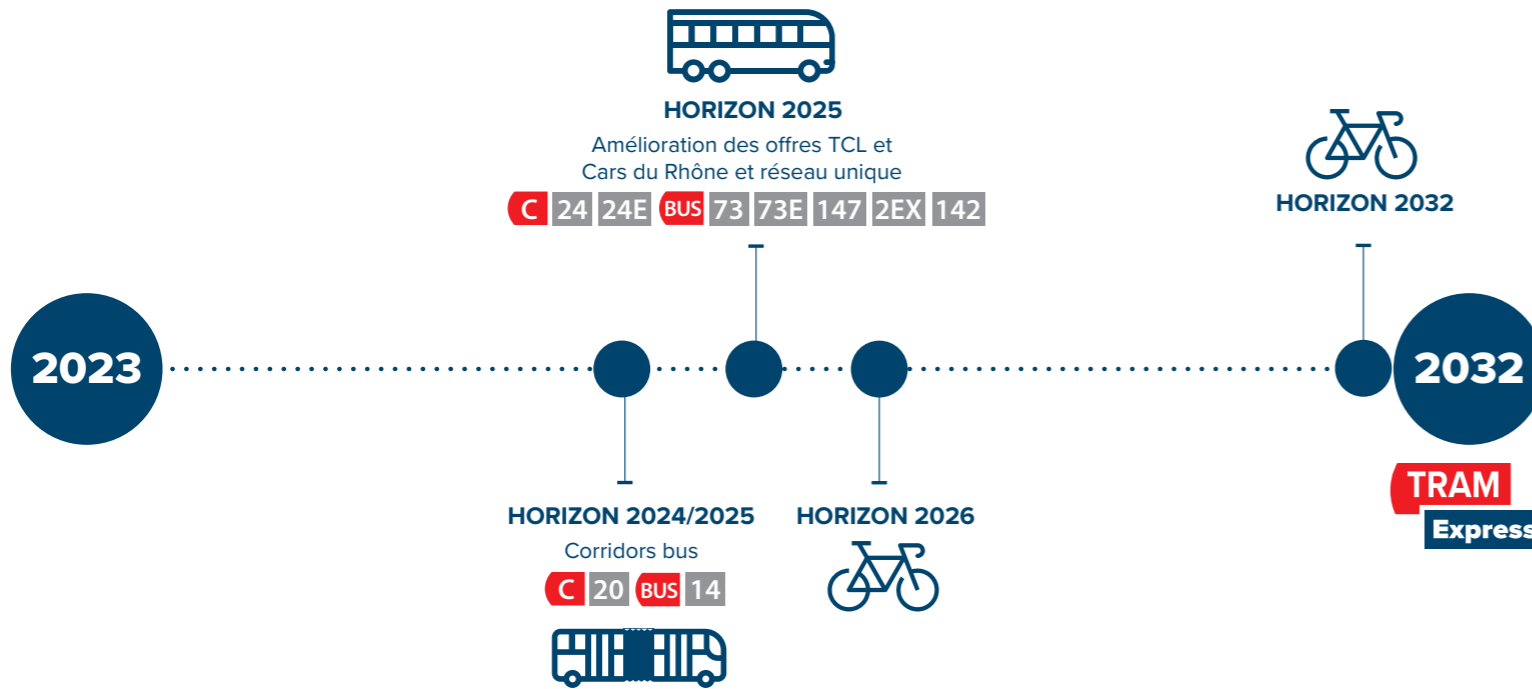 HORIZON 2025
Amélioration des offres TCL et
Cars du Rhône et réseau unique
C 24 24E BUS 73 73E 147 2EX 142
HORIZON 2032
2023
2032
HORIZON 2024/2025
Corridors bus
C 20 BUS 14
HORIZON 2026
TRAM
Express